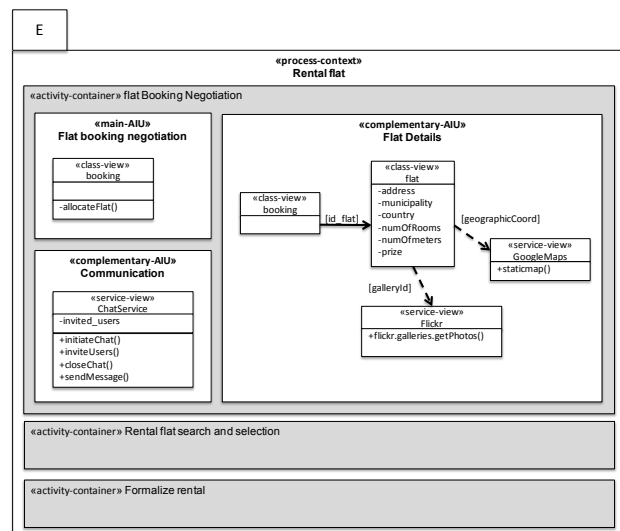 E
«process-context»
Rental flat
«activity-container» flat Booking Negotiation
«main-AIU»
Flat booking negotiation
«class-view»
booking
-allocateFlat()
«complementary-AIU»
Communication
«service-view»
ChatService
-invited_users
+initiateChat()
+inviteUsers()
+closeChat()
+sendMessage()
«complementary-AIU»
Flat Details
«class-view»
booking
[id_flat]
«class-view»
flat
-address
-municipality
-country
-numOfRooms
-numOfmeters
-prize
[geographicCoord]
«service-view»
GoogleMaps
+staticmap()
[galleryId]
«service-view»
Flickr
+flickr.galleries.getPhotos()
«activity-container» Rental flat search and selection
«activity-container» Formalize rental